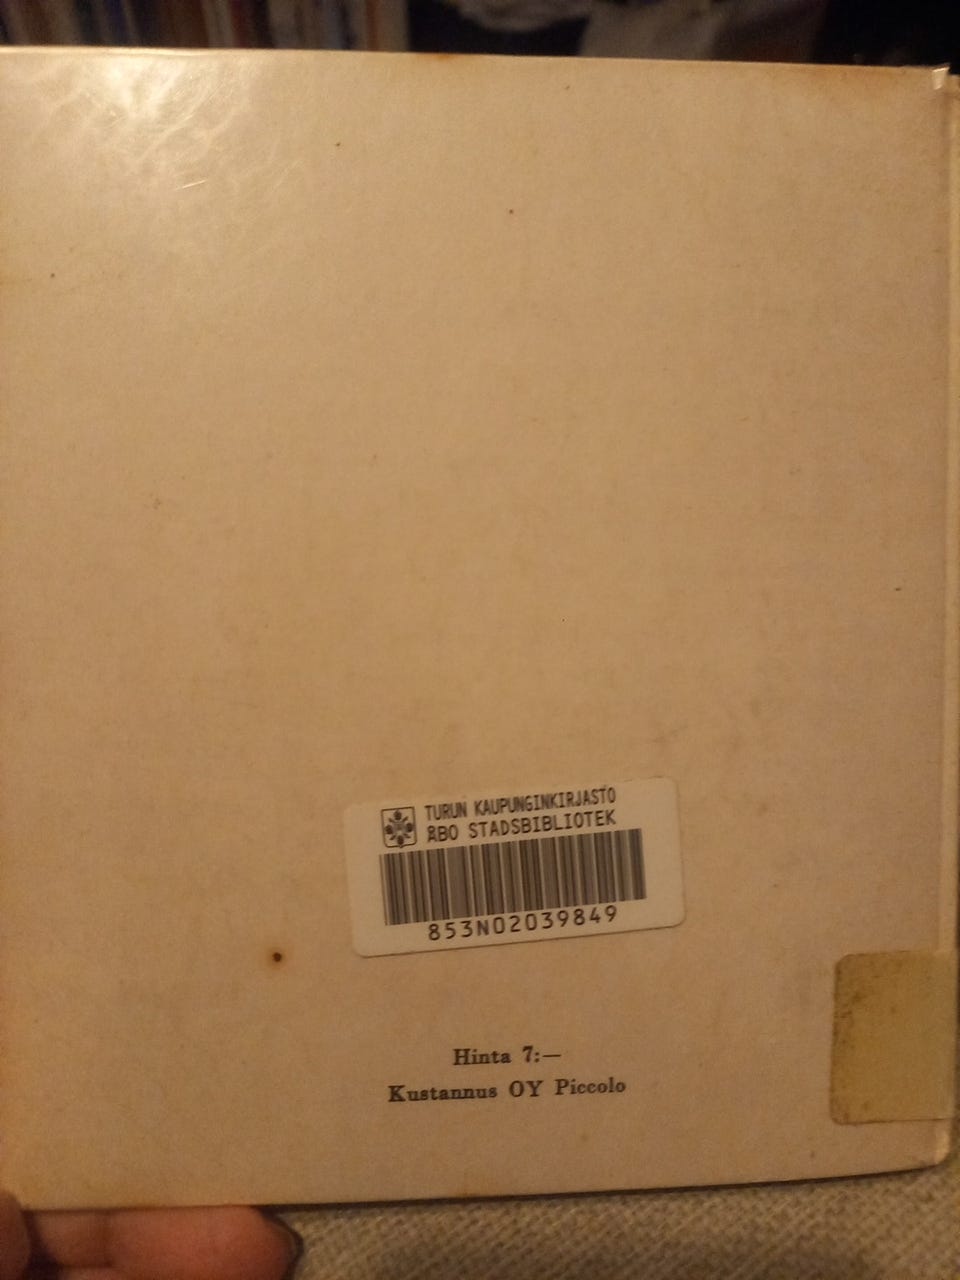 TURUN KAUPUNGINKIRJASTO
ÅBO STADSBIBLIOTEK
853N02039849
Hinta 7:—
Kustannus OY Piccolo